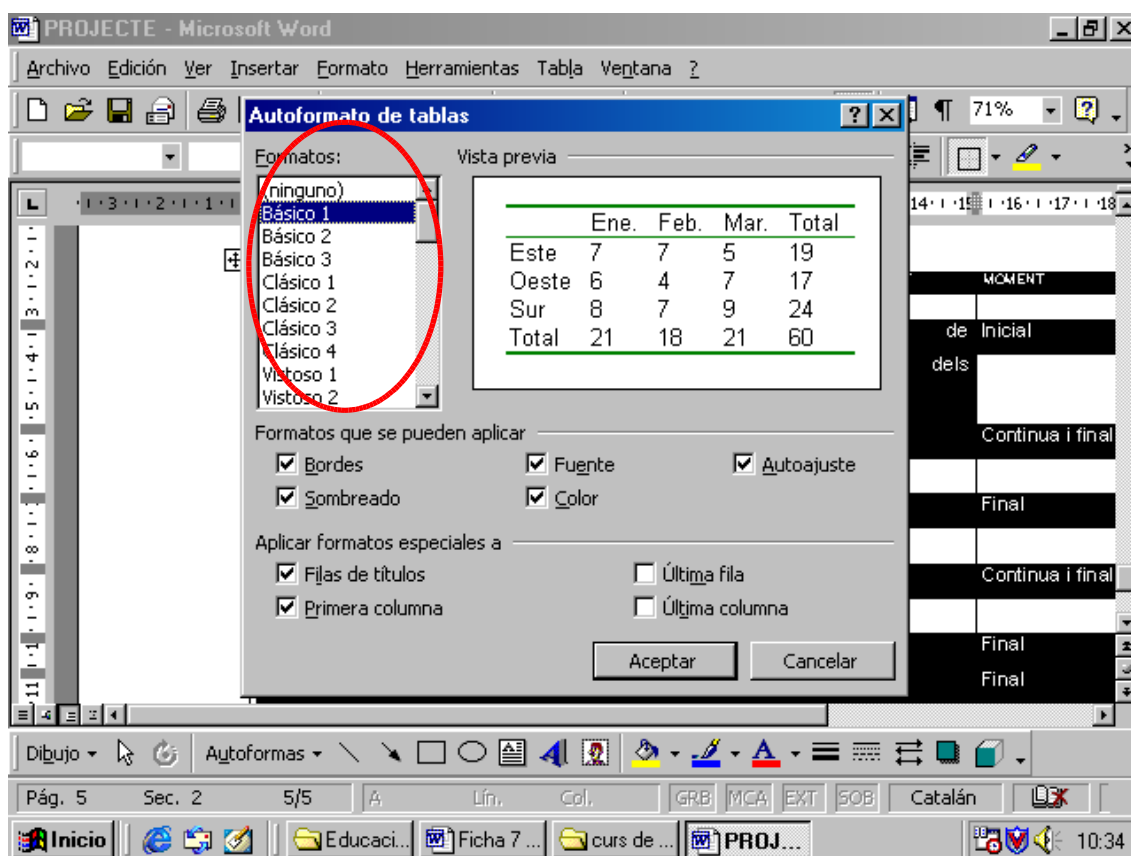 PROJECTE - Microsoft Word
Archivo Edición Ver Insertar Formato Herramientas Tabla Ventana ?
71%
Autoformato de tablas
Formatos:
(ninguno)
Básico 1
Básico 2
Básico 3
Clásico 1
Clásico 2
Clásico 3
Clásico 4
Vistoso 1
Vistoso 2
Vista previa
Ene. Feb. Mar. Total
Este 7 7 5 19
Oeste 6 4 7 17
Sur 8 7 9 24
Total 21 18 21 60
Formatos que se pueden aplicar
Bordes Fuente Autoajuste
Sombreado Color
Aplicar formatos especiales a
Filas de títulos Última fila
Primera columna Última columna
Aceptar Cancelar
MOMENT
de Inicial
dels
Continua i final
Final
Continua i final
Final
Final
Dibujo Autoformas
Pág. 5 Sec. 2 5/5 A Lín. Col. GRB MCA EXT SOB Catalán
Inicio Educaci... Ficha 7 ... curs de ... PROJ... 10:34